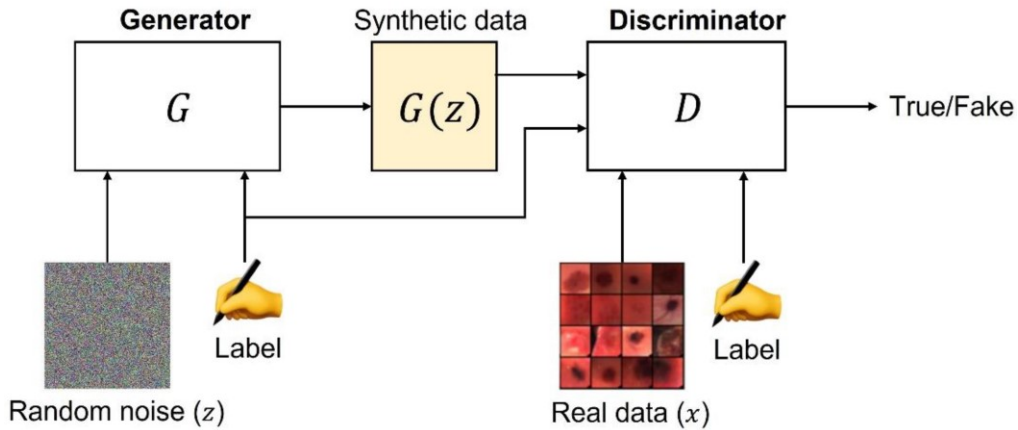 Generator
Synthetic data
Discriminator
G
G(z)
D
True/Fake
Label
Label
Random noise (z)
Real data (x)